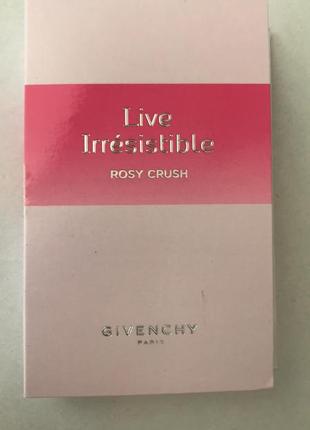 Live
Irrésistible
ROSY CRUSH
GIVENCHY
PARIS